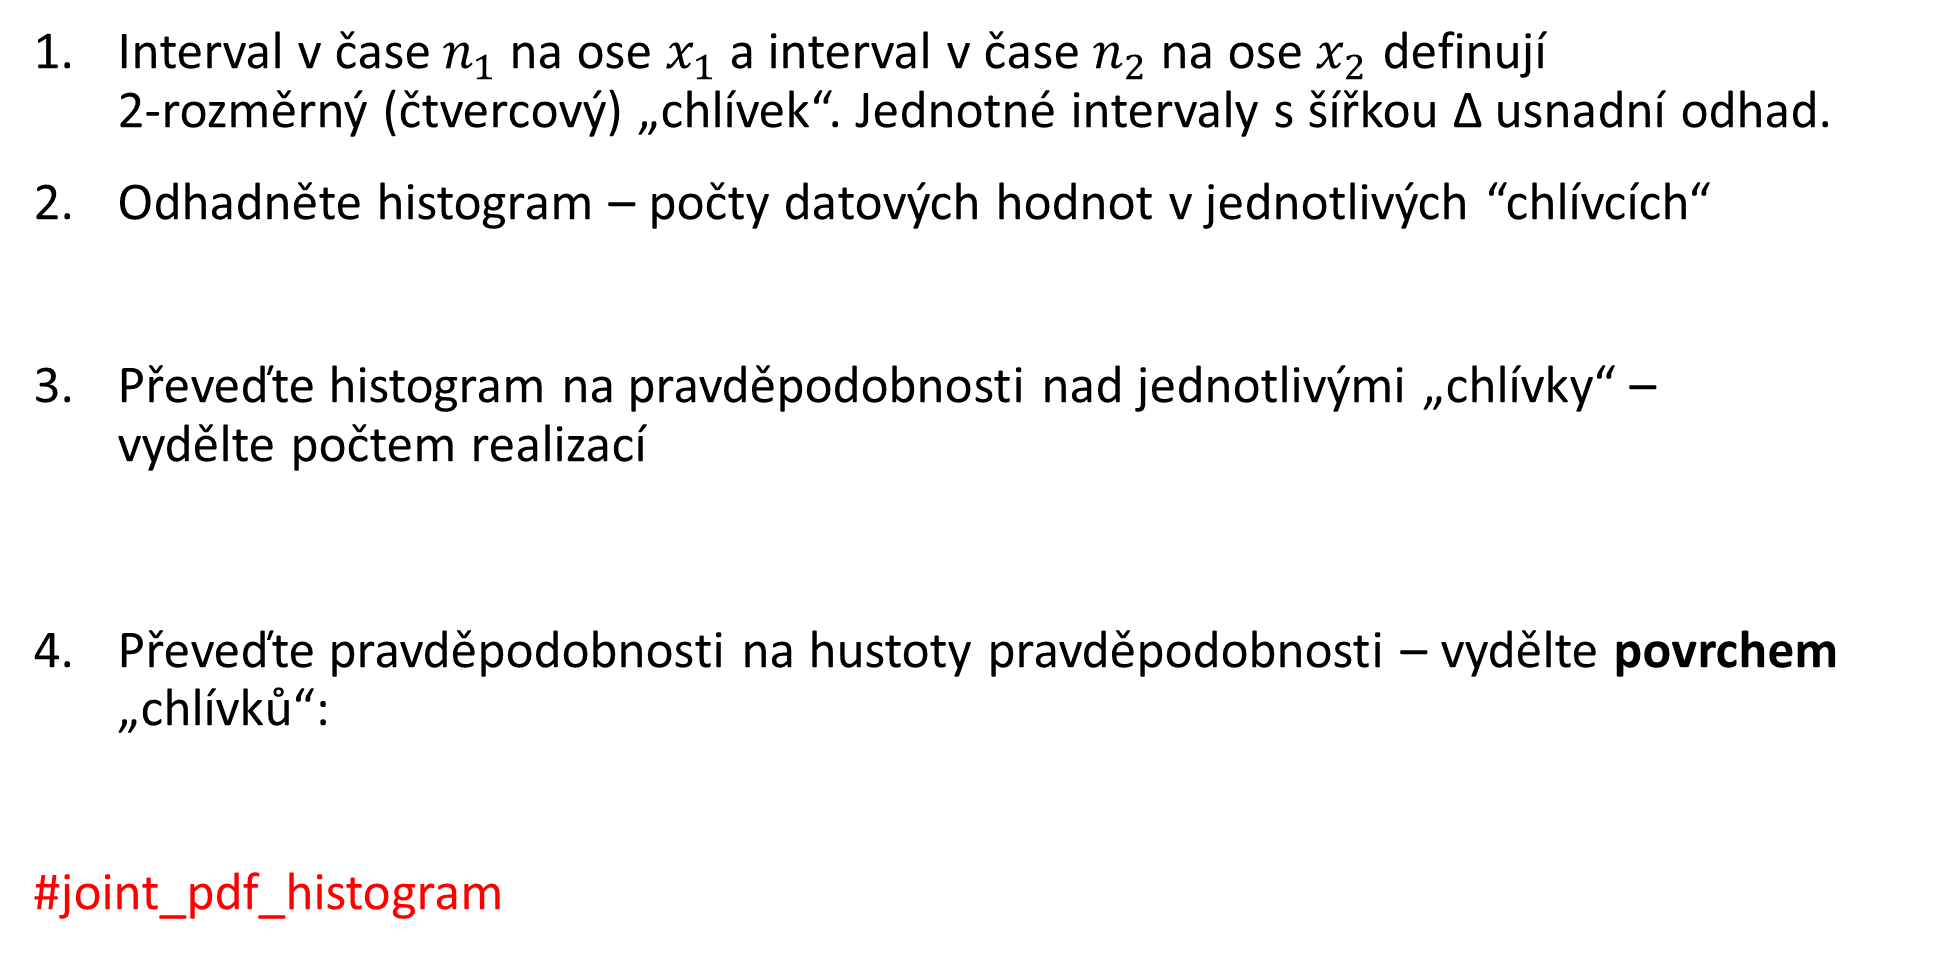 1. Interval v čase n₁ na ose x₁ a interval v čase n₂ na ose x₂ definují
2-rozměrný (čtvercový) „chlívek“. Jednotné intervaly s šířkou Δ usnadní odhad.
2. Odhadněte histogram – počty datových hodnot v jednotlivých “chlívcích“
3. Převeďte histogram na pravděpodobnosti nad jednotlivými „chlívky“ –
vydělte počtem realizací
4. Převeďte pravděpodobnosti na hustoty pravděpodobnosti – vydělte povrchem
„chlívků“:
#joint_pdf_histogram